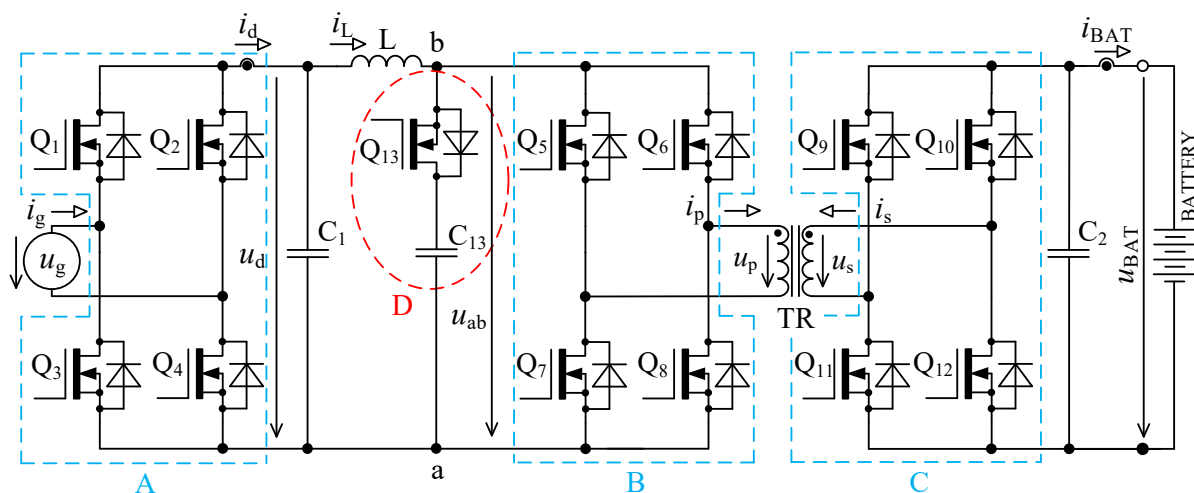 i_d
i_L
L
b
i_BAT
Q_1
Q_2
Q_13
Q_5
Q_6
Q_9
Q_10
i_g
u_g
u_d
C_1
C_13
D
u_ab
i_p
i_s
u_p
u_s
TR
C_2
u_BAT
BATTERY
Q_3
Q_4
Q_7
Q_8
Q_11
Q_12
a
A
B
C